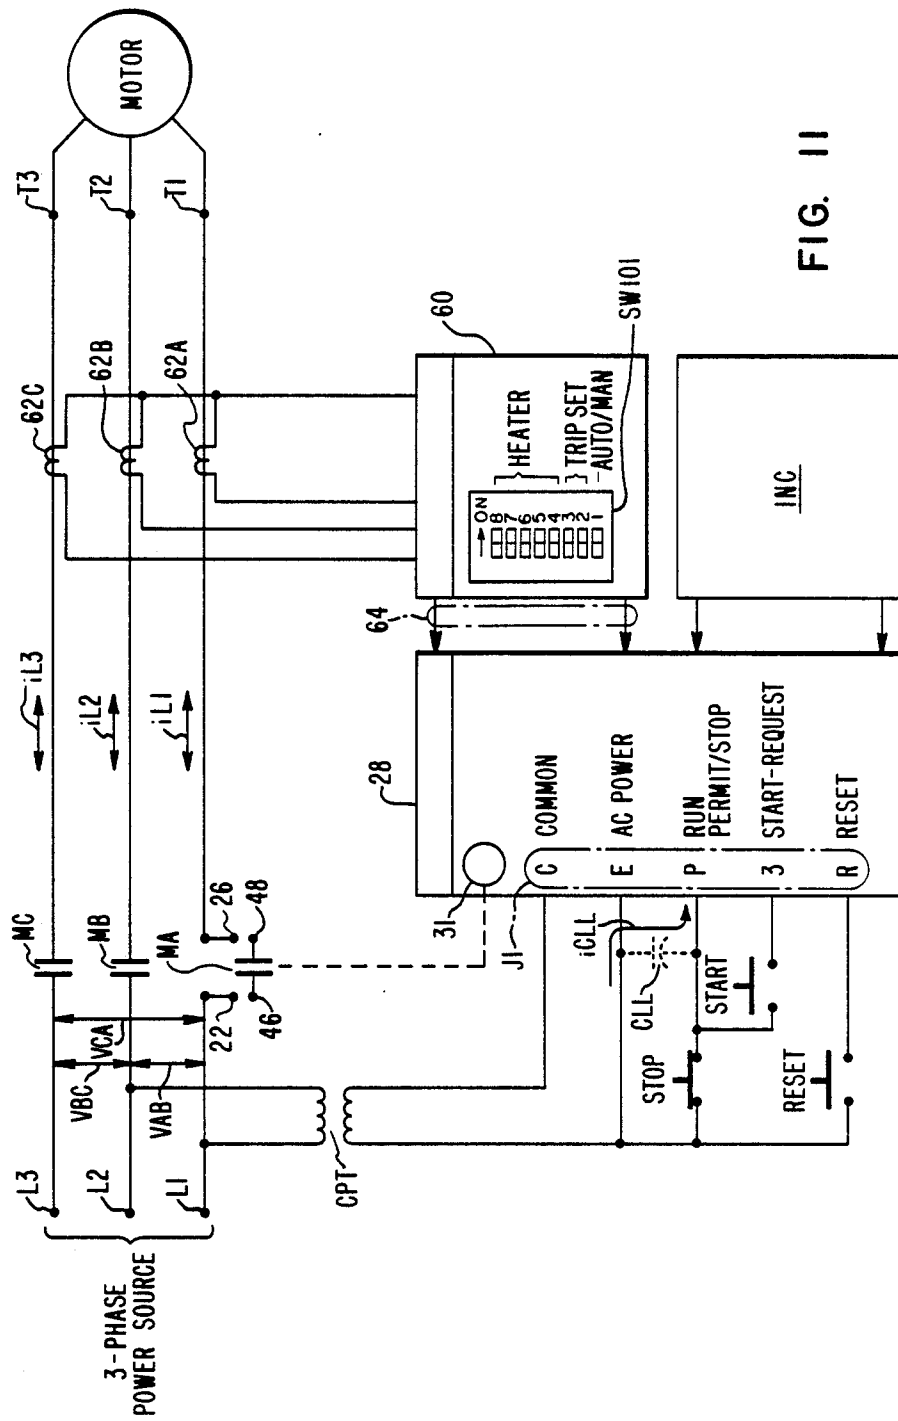 3-PHASE
POWER SOURCE
L3
L2
L1
VBC
VAB
VCA
MC
MB
MA
22
26
46
48
CPT
iL3
iL2
iL1
62C
62B
62A
T3
T2
T1
MOTOR
28
31
J1
C COMMON
E AC POWER
P RUN
PERMIT/STOP
3 START-REQUEST
R RESET
iCLL
CLL
STOP
START
RESET
64
60
ON
8
7
6
5
4
3
2
1
HEATER
TRIP SET
AUTO/MAN
SW101
INC
FIG. 11